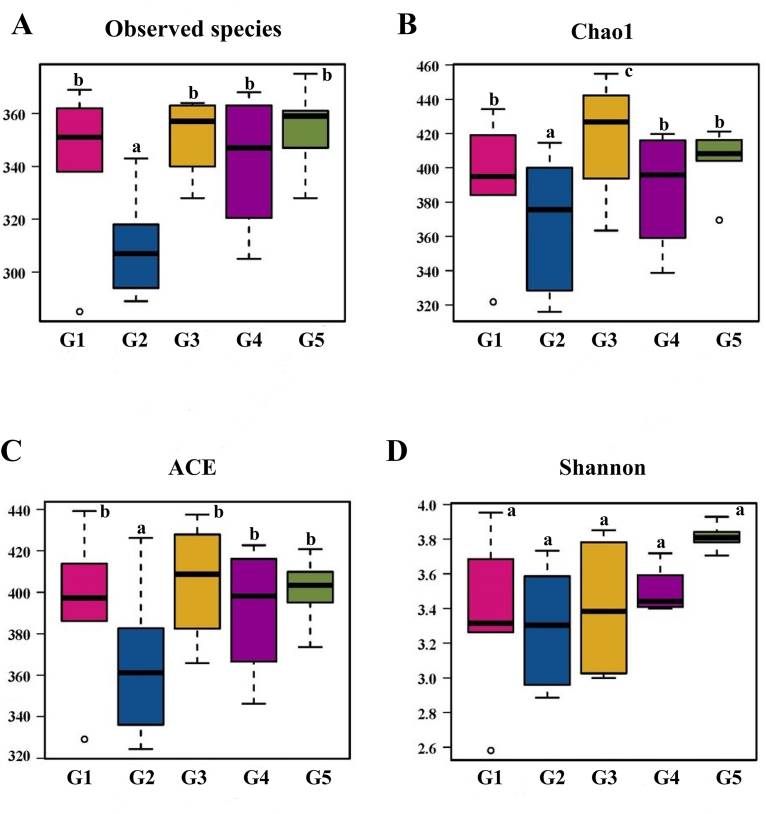 A
Observed species
360
340
320
300
b
a
b
b
b
G1 G2 G3 G4 G5
B
Chao1
460
440
420
400
380
360
340
320
b
a
c
b
b
G1 G2 G3 G4 G5
C
ACE
440
420
400
380
360
340
320
b
a
b
b
b
G1 G2 G3 G4 G5
D
Shannon
4.0
3.8
3.6
3.4
3.2
3.0
2.8
2.6
a
a
a
a
a
G1 G2 G3 G4 G5